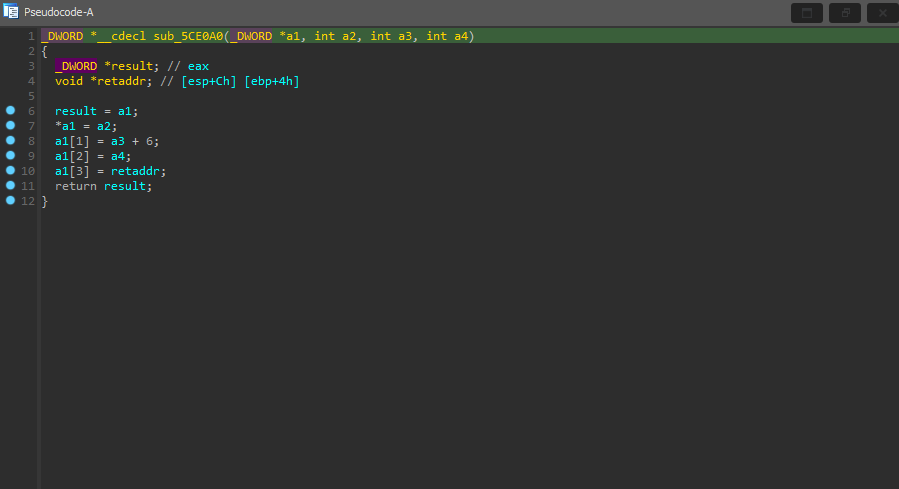 Pseudocode-A
1 _DWORD *__cdecl sub_5CE0A0(_DWORD *a1, int a2, int a3, int a4)
2 {
3   _DWORD *result; // eax
4   void *retaddr; // [esp+Ch] [ebp+4h]
5
6   result = a1;
7   *a1 = a2;
8   a1[1] = a3 + 6;
9   a1[2] = a4;
10   a1[3] = retaddr;
11   return result;
12 }